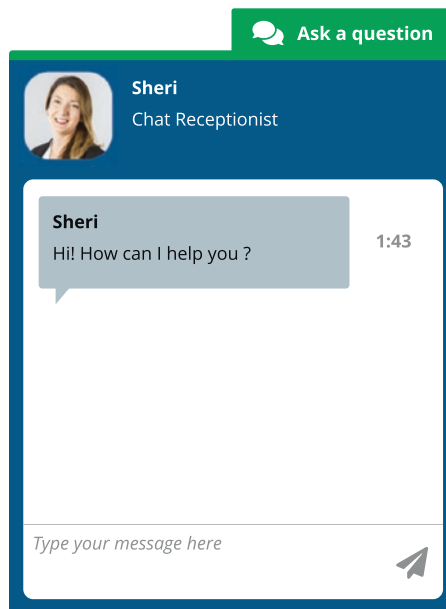 Ask a question
Sheri
Chat Receptionist
Sheri
Hi! How can I help you ?
1:43
Type your message here